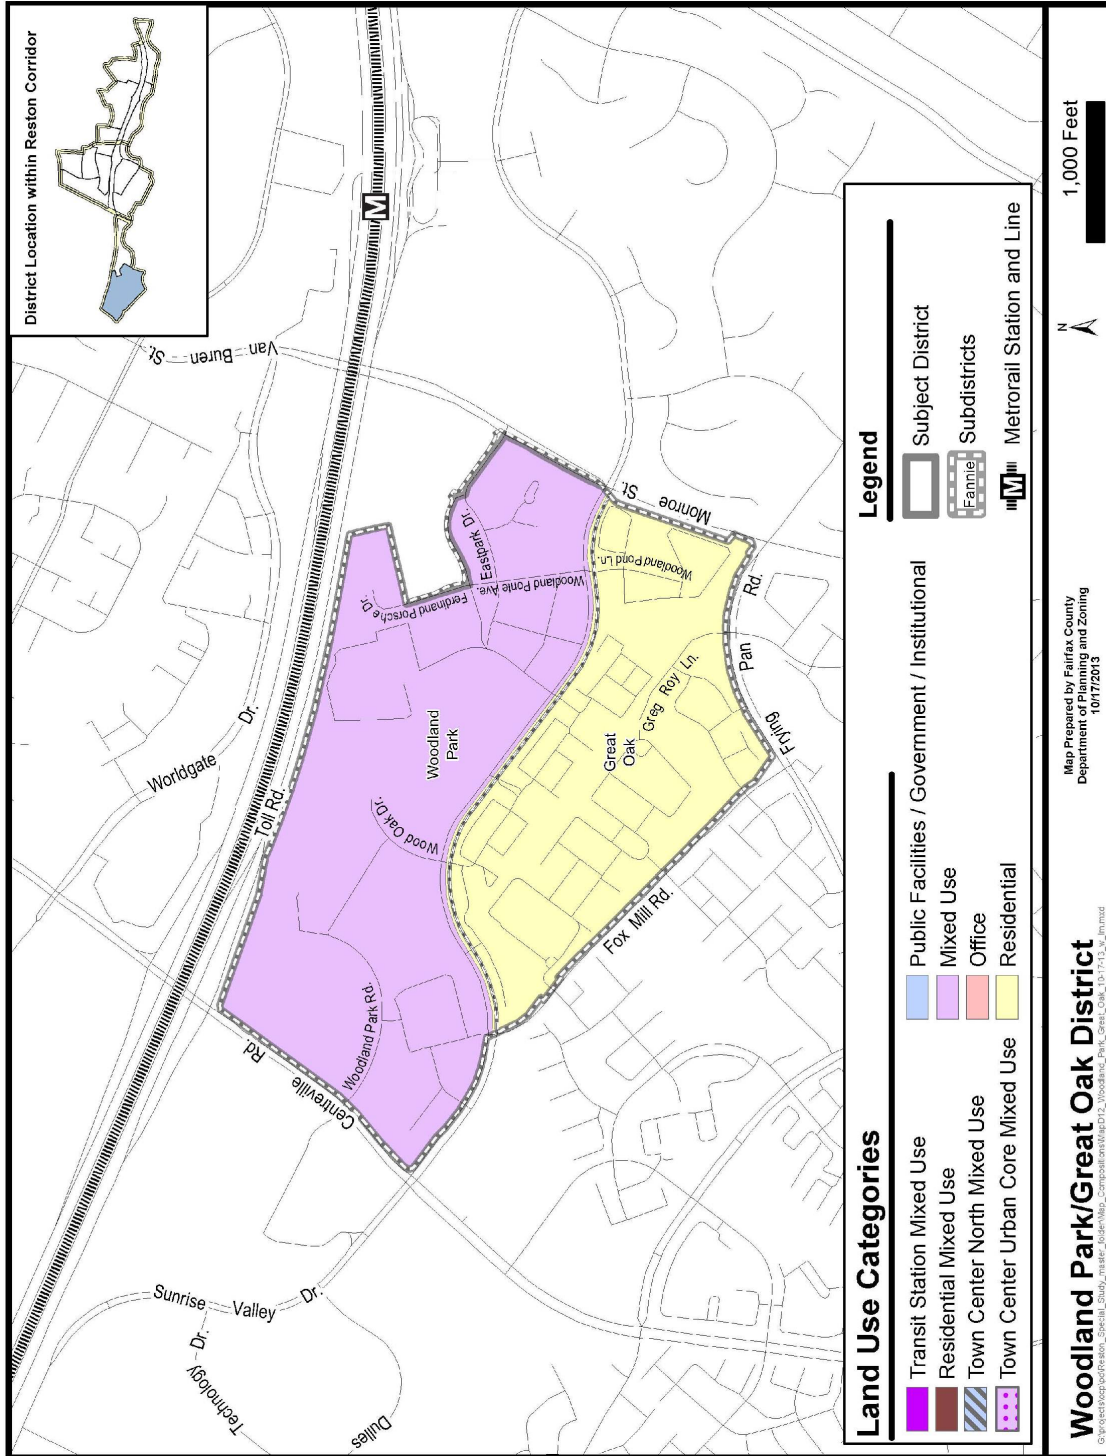 District Location within Reston Corridor
Van Buren St.
M
Worldgate Dr.
Toll Rd.
Centreville Rd.
Sunrise Valley Dr.
Technology Dr.
Dulles
Woodland Park Rd.
Wood Oak Dr.
Woodland
Park
Ferdinand Porsche Dr.
Eastpark Dr.
Woodland Pointe Ave.
Woodland Pond Ln.
Monroe St.
Great
Oak
Greg Roy Ln.
Fox Mill Rd.
Frying Pan Rd.
Land Use Categories
Transit Station Mixed Use
Residential Mixed Use
Town Center North Mixed Use
Town Center Urban Core Mixed Use
Public Facilities / Government / Institutional
Mixed Use
Office
Residential
Legend
Subject District
Fannie
Subdistricts
M
Metrorail Station and Line
Woodland Park/Great Oak District
Map Prepared by Fairfax County
Department of Planning and Zoning
10/17/2013
N
1,000 Feet